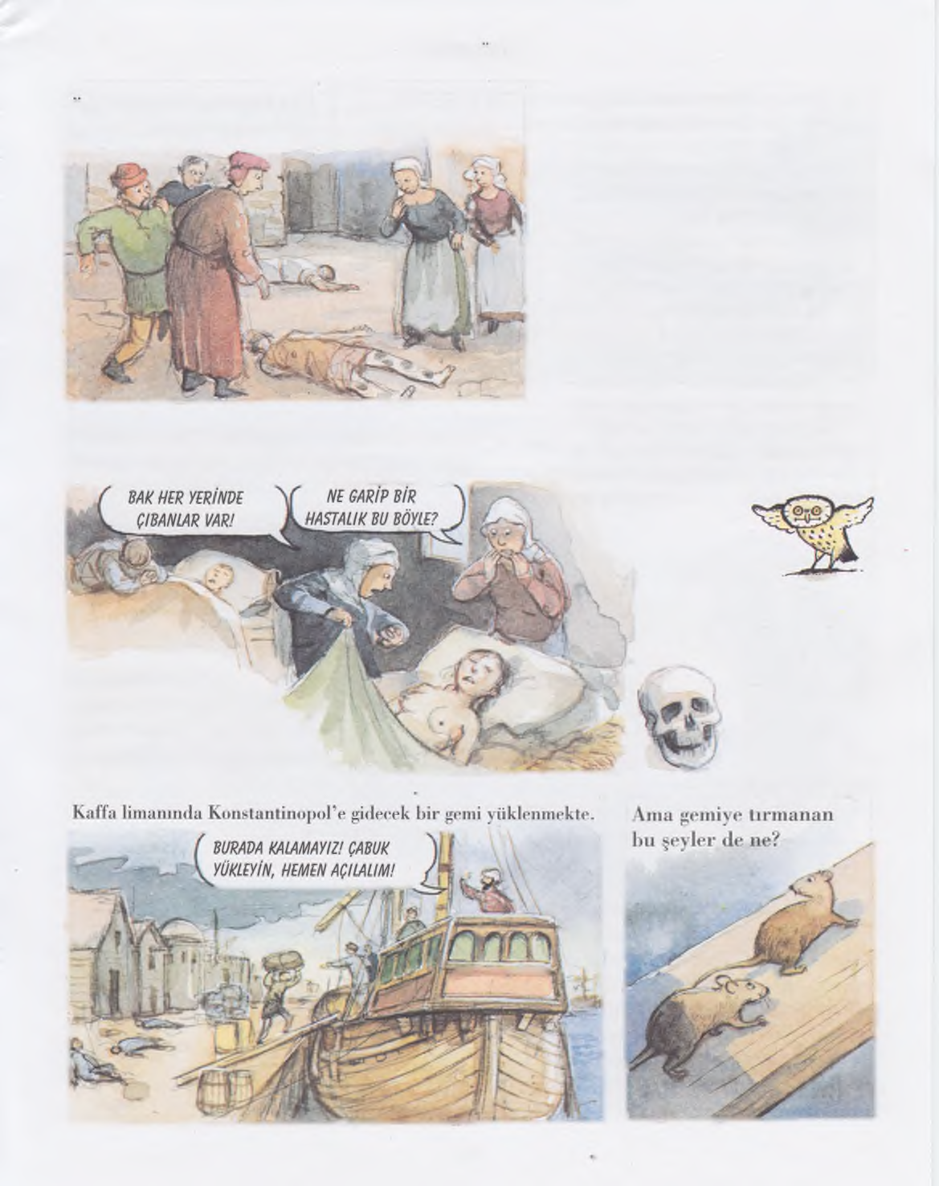 BAK HER YERİNDE
ÇIBANLAR VAR!
NE GARİP BİR
HASTALIK BU BÖYLE?
Kaffa limanında Konstantinopol'e gidecek bir gemi yüklenmekte.
BURADA KALAMAYIZ! ÇABUK
YÜKLEYİN, HEMEN AÇILALIM!
Ama gemiye tırmanan
bu şeyler de ne?